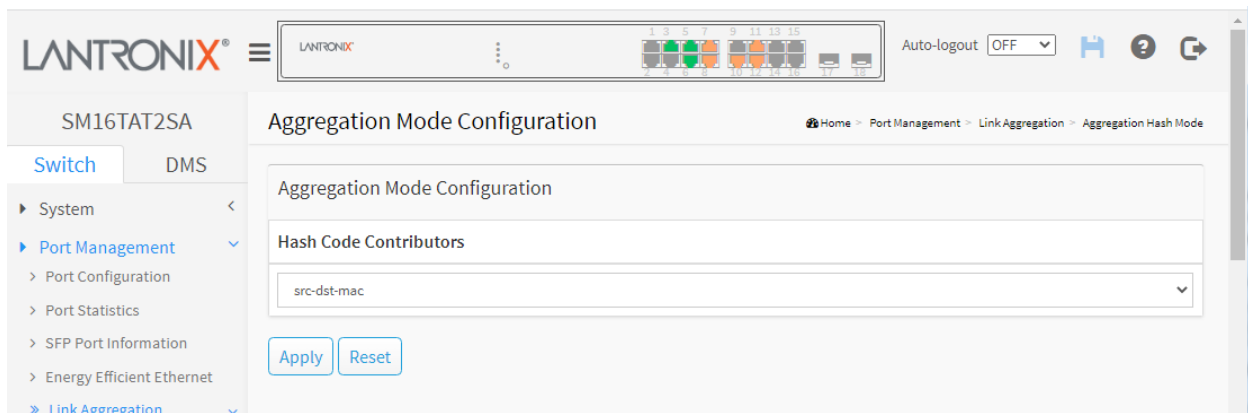 LANTRONIX®
LANTRONIX
1 3 5 7 9 11 13 15
2 4 6 8 10 12 14 16 17 18
Auto-logout OFF
SM16TAT2SA
Aggregation Mode Configuration
Home > Port Management > Link Aggregation > Aggregation Hash Mode
Switch DMS
System
Port Management
> Port Configuration
> Port Statistics
> SFP Port Information
> Energy Efficient Ethernet
» Link Aggregation
Aggregation Mode Configuration
Hash Code Contributors
src-dst-mac
Apply Reset